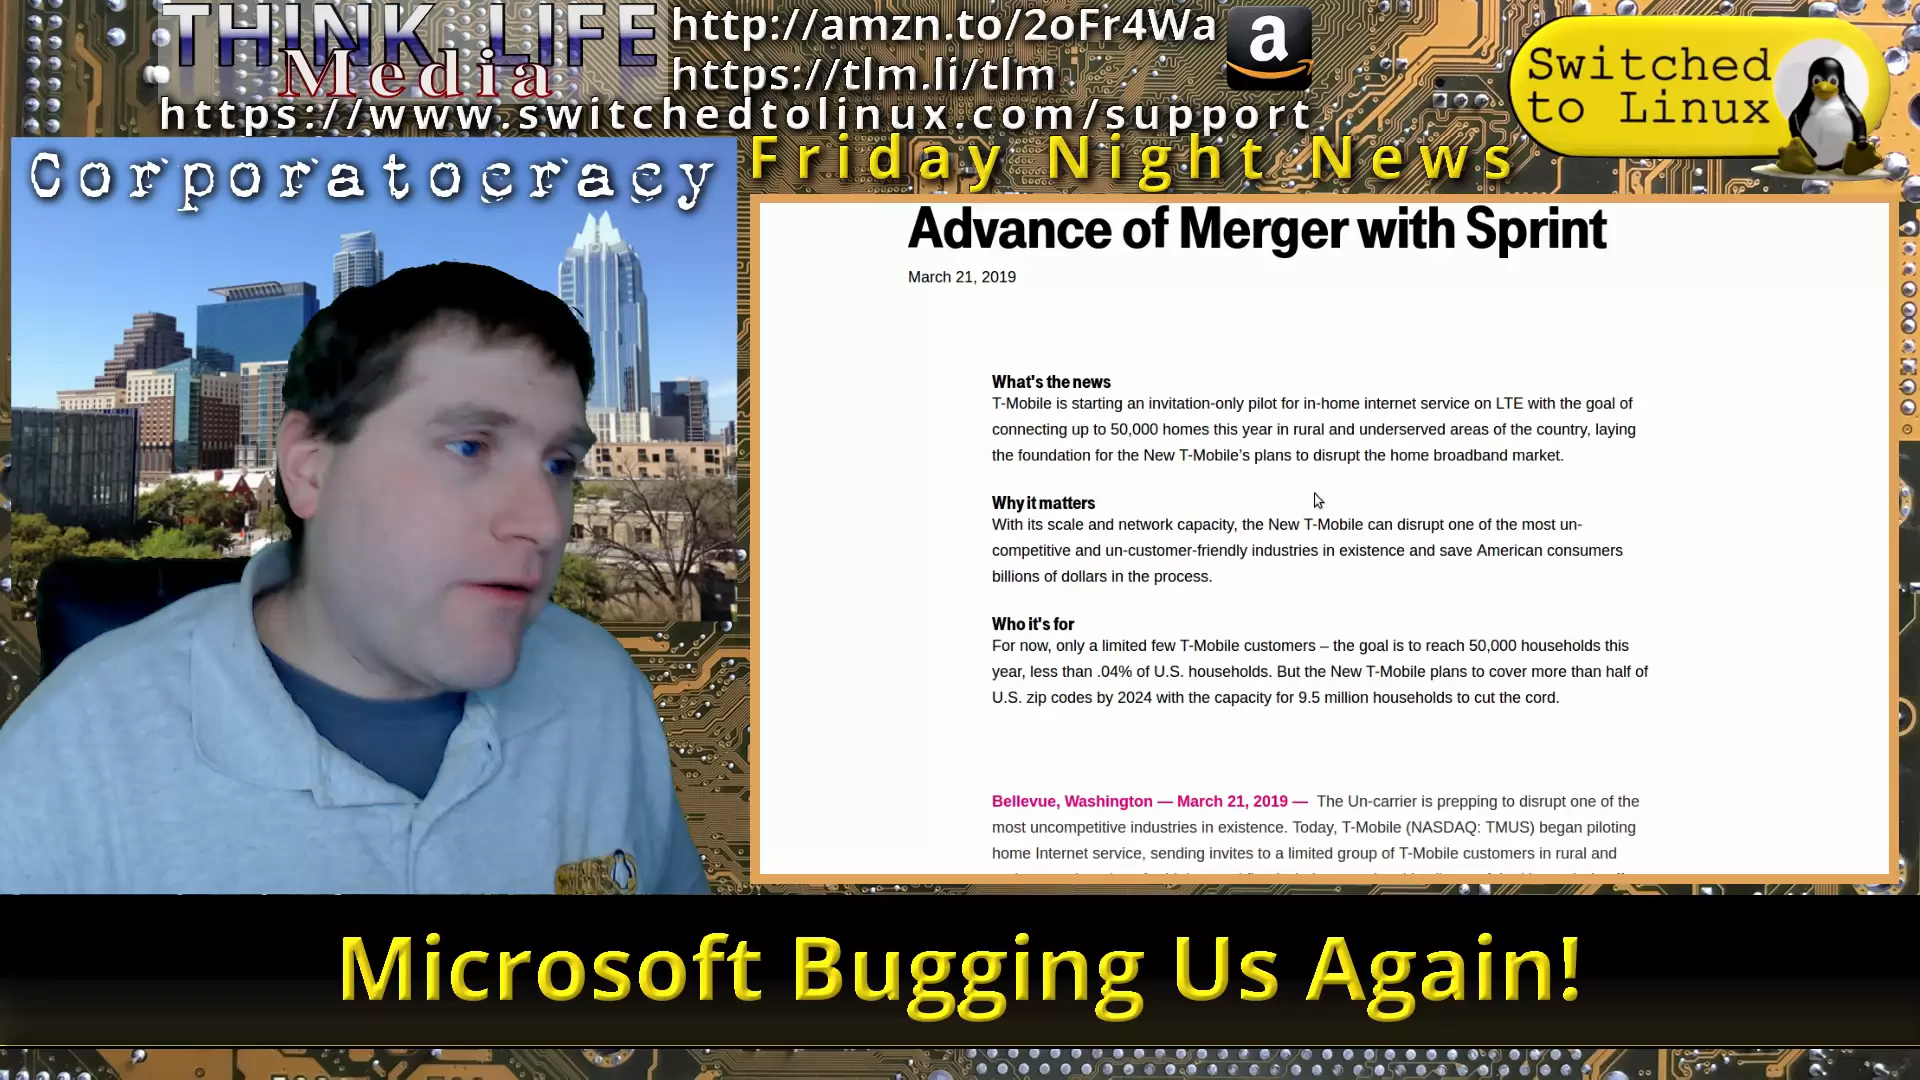 THINK LIFE
Media
http://amzn.to/2oFr4Wa
a
https://tlm.li/tlm
https://www.switchedtolinux.com/support
Switched
to Linux
Corporatocracy
Friday Night News
Advance of Merger with Sprint
March 21, 2019
What's the news
T-Mobile is starting an invitation-only pilot for in-home internet service on LTE with the goal of
connecting up to 50,000 homes this year in rural and underserved areas of the country, laying
the foundation for the New T-Mobile's plans to disrupt the home broadband market.
Why it matters
With its scale and network capacity, the New T-Mobile can disrupt one of the most un-
competitive and un-customer-friendly industries in existence and save American consumers
billions of dollars in the process.
Who it's for
For now, only a limited few T-Mobile customers – the goal is to reach 50,000 households this
year, less than .04% of U.S. households. But the New T-Mobile plans to cover more than half of
U.S. zip codes by 2024 with the capacity for 9.5 million households to cut the cord.
Bellevue, Washington — March 21, 2019 — The Un-carrier is prepping to disrupt one of the
most uncompetitive industries in existence. Today, T-Mobile (NASDAQ: TMUS) began piloting
home Internet service, sending invites to a limited group of T-Mobile customers in rural and
Microsoft Bugging Us Again!